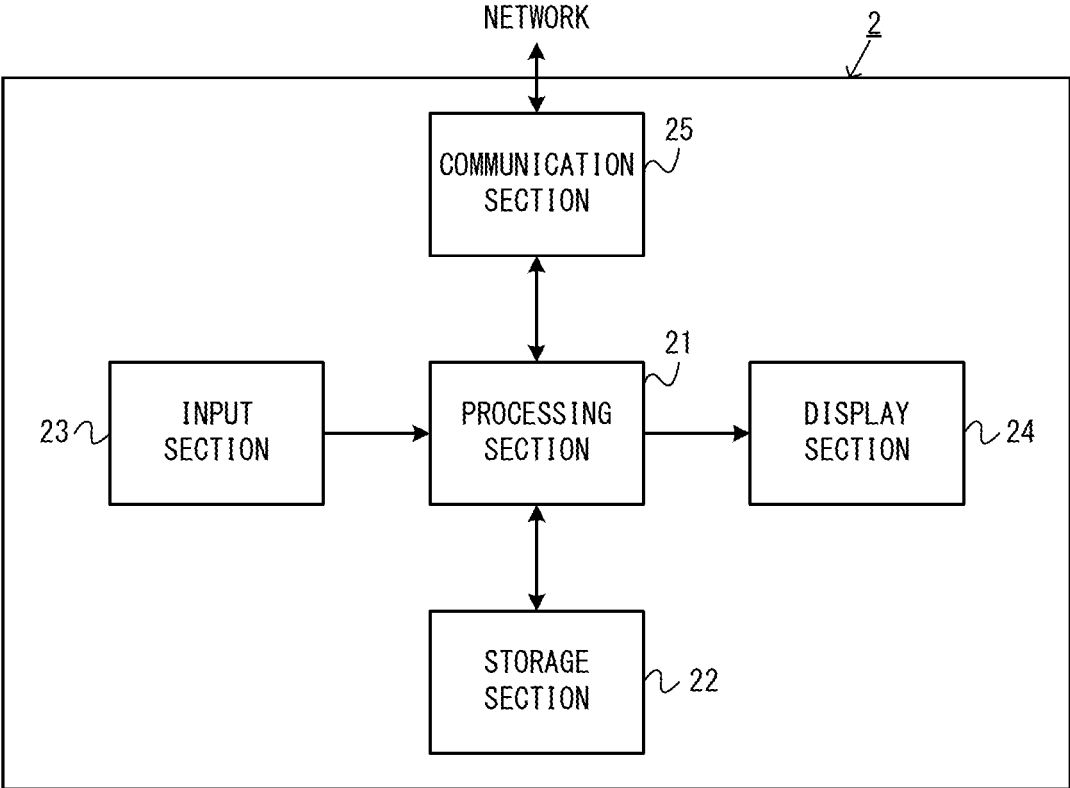 NETWORK
2
COMMUNICATION
SECTION
25
INPUT
SECTION
23
PROCESSING
SECTION
21
DISPLAY
SECTION
24
STORAGE
SECTION
22